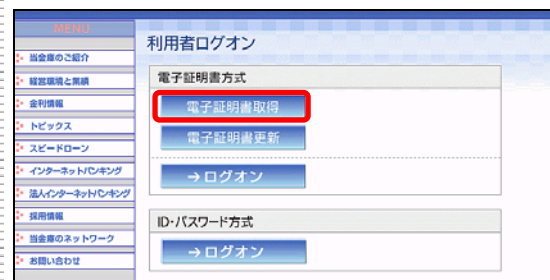 MENU
当金庫のご紹介
経営環境と業績
金利情報
トピックス
スピードローン
インターネットバンキング
法人インターネットバンキング
採用情報
当金庫のネットワーク
お問い合わせ
利用者ログオン
電子証明書方式
電子証明書取得
電子証明書更新
→ログオン
ID・パスワード方式
→ログオン